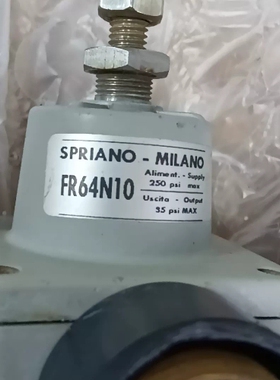 SPRIANO - MILANO
FR64N10
Aliment. - Supply
250 psi max
Uscita - Output
35 psi MAX